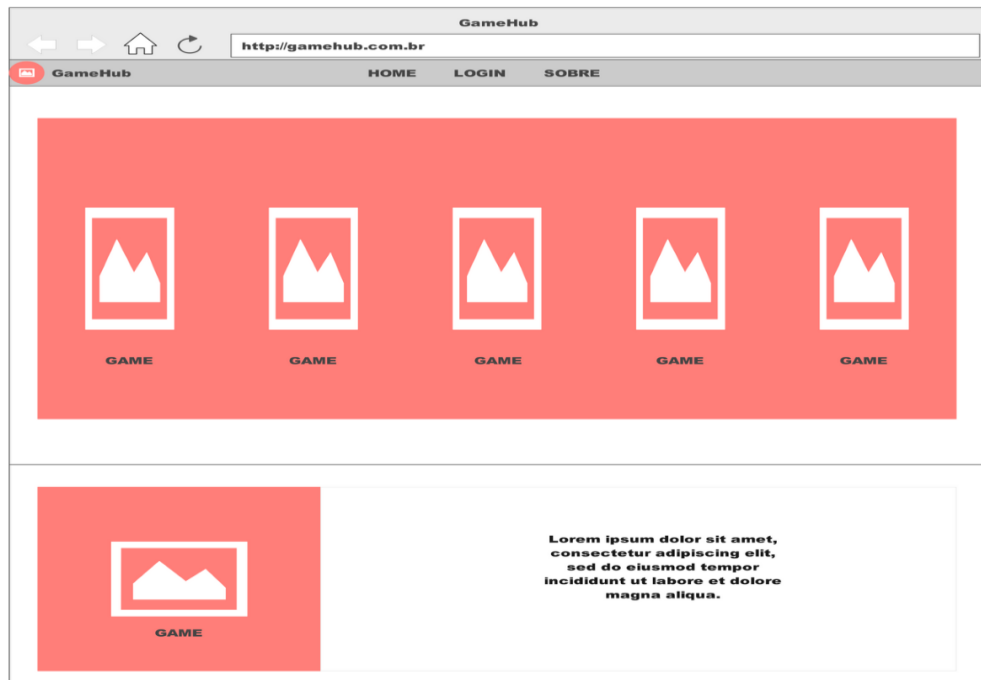 GameHub
http://gamehub.com.br
GameHub HOME LOGIN SOBRE
GAME GAME GAME GAME GAME
Lorem ipsum dolor sit amet,
consectetur adipiscing elit,
sed do eiusmod tempor
incididunt ut labore et dolore
magna aliqua.
GAME